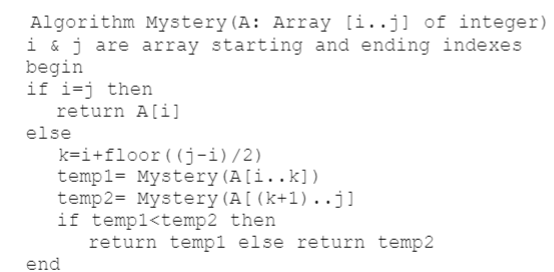 Algorithm Mystery(A: Array [i..j] of integer)
i & j are array starting and ending indexes
begin
if i=j then
return A[i]
else
k=i+floor((j-i)/2)
temp1= Mystery(A[i..k])
temp2= Mystery(A[(k+1)..j]
if temp1<temp2 then
return temp1 else return temp2
end